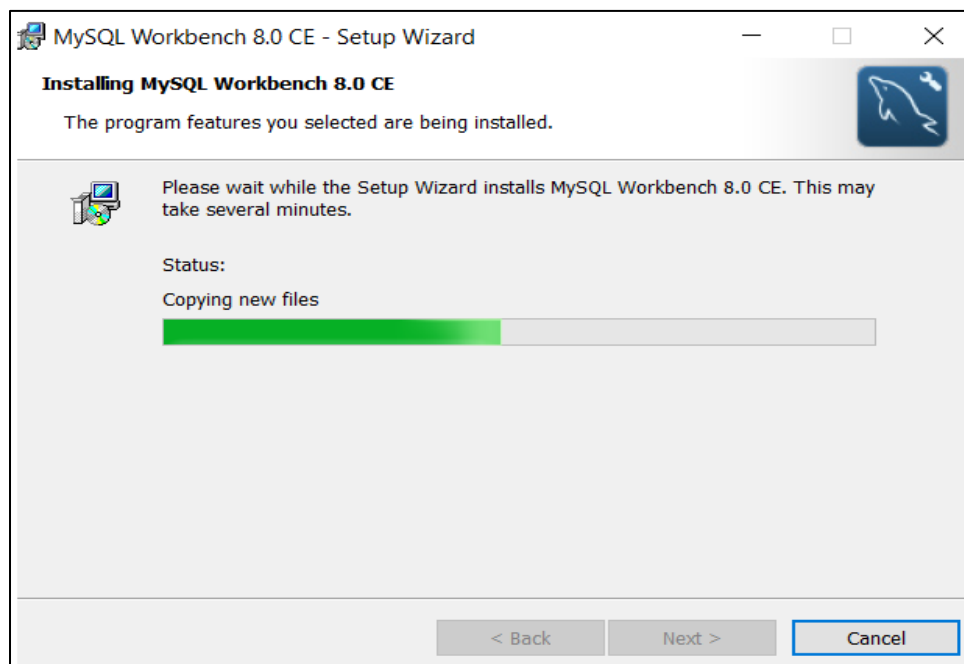 MySQL Workbench 8.0 CE - Setup Wizard
Installing MySQL Workbench 8.0 CE
The program features you selected are being installed.
Please wait while the Setup Wizard installs MySQL Workbench 8.0 CE. This may
take several minutes.
Status:
Copying new files
< Back
Next >
Cancel